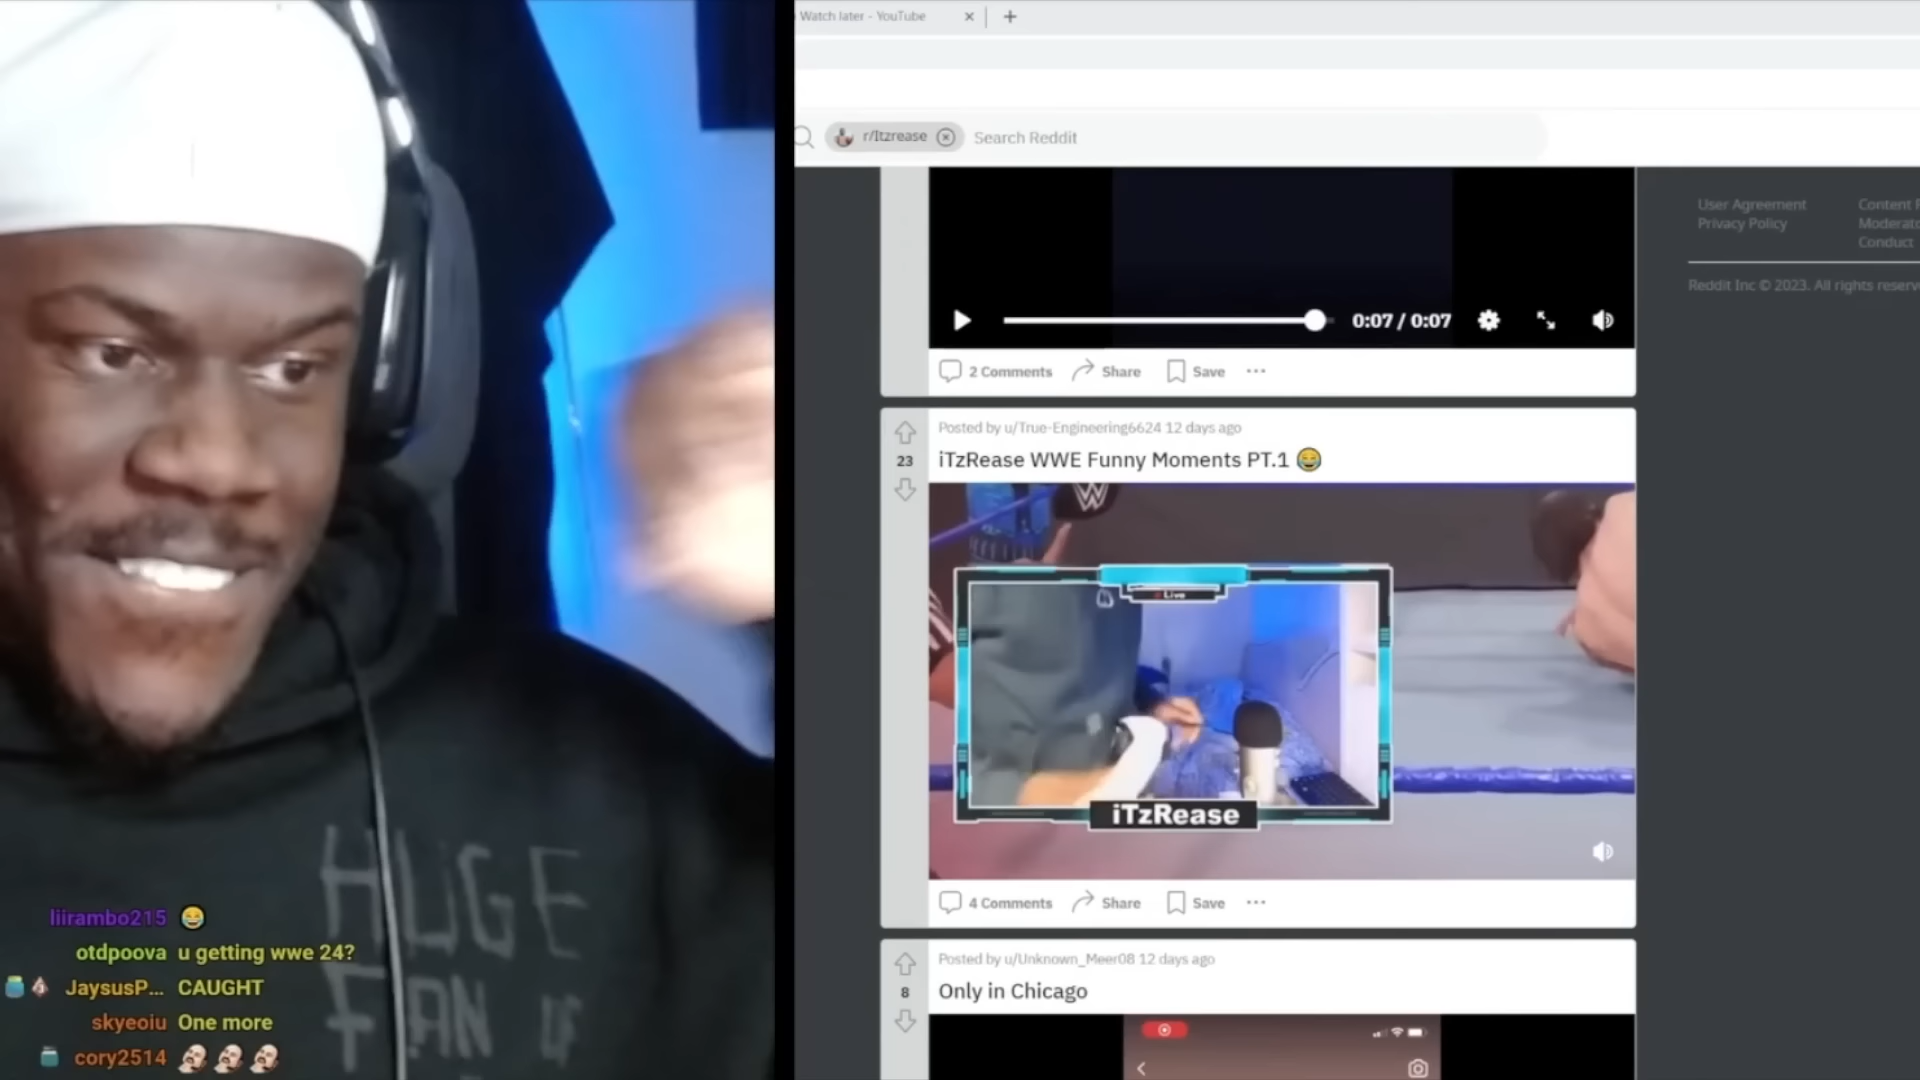 Watch later - YouTube
r/Itzrease
Search Reddit
User Agreement
Privacy Policy
Content
Conduct
Reddit Inc © 2023. All rights
0:07 / 0:07
2 Comments
Share
Save
Posted by u/True-Engineering6624 12 days ago
23
iTzRease WWE Funny Moments PT.1 😂
W
Live
iTzRease
4 Comments
Share
Save
Posted by u/Unknown_Meer08 12 days ago
8
Only in Chicago
HUGE
FAN
liirambo215 😂
otdpoova u getting wwe 24?
JaysusP... CAUGHT
skyeoiu One more
cory2514